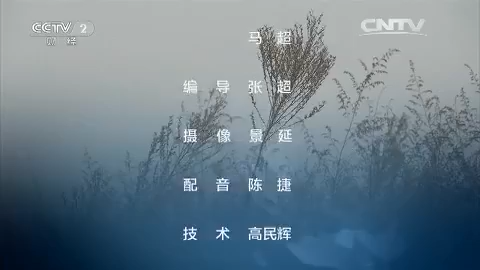 CCTV 2
财经
CNTV
马超
编导 张超
摄像 景延
配音 陈捷
技术 高民辉